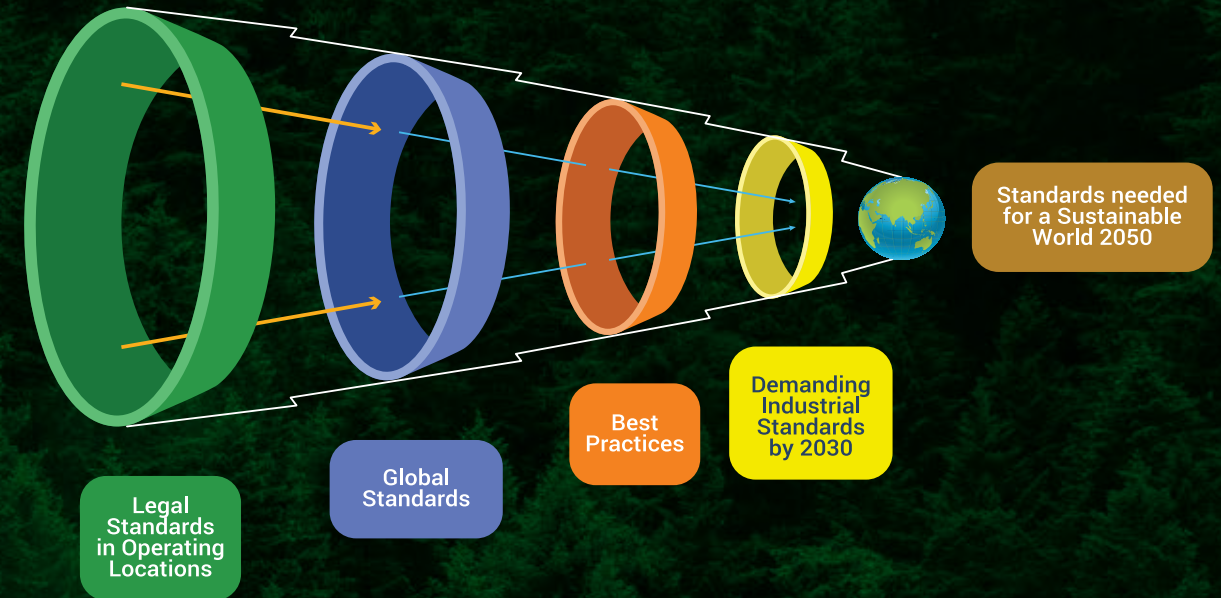 Standards needed
for a Sustainable
World 2050
Demanding
Industrial
Standards
by 2030
Best
Practices
Global
Standards
Legal
Standards
in Operating
Locations